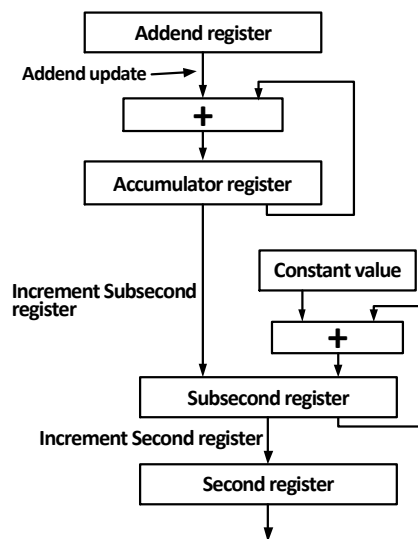 Addend register
Addend update
+
Accumulator register
Constant value
Increment Subsecond
register
+
Subsecond register
Increment Second register
Second register